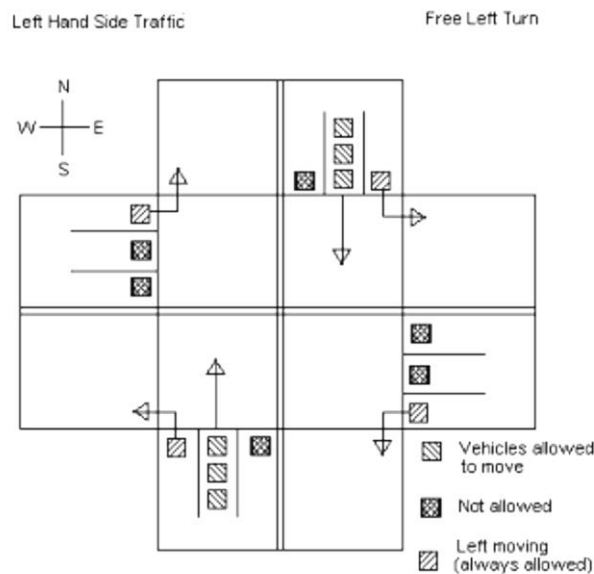 Left Hand Side Traffic
Free Left Turn
N
W E
S
Vehicles allowed
to move
Not allowed
Left moving
(always allowed)